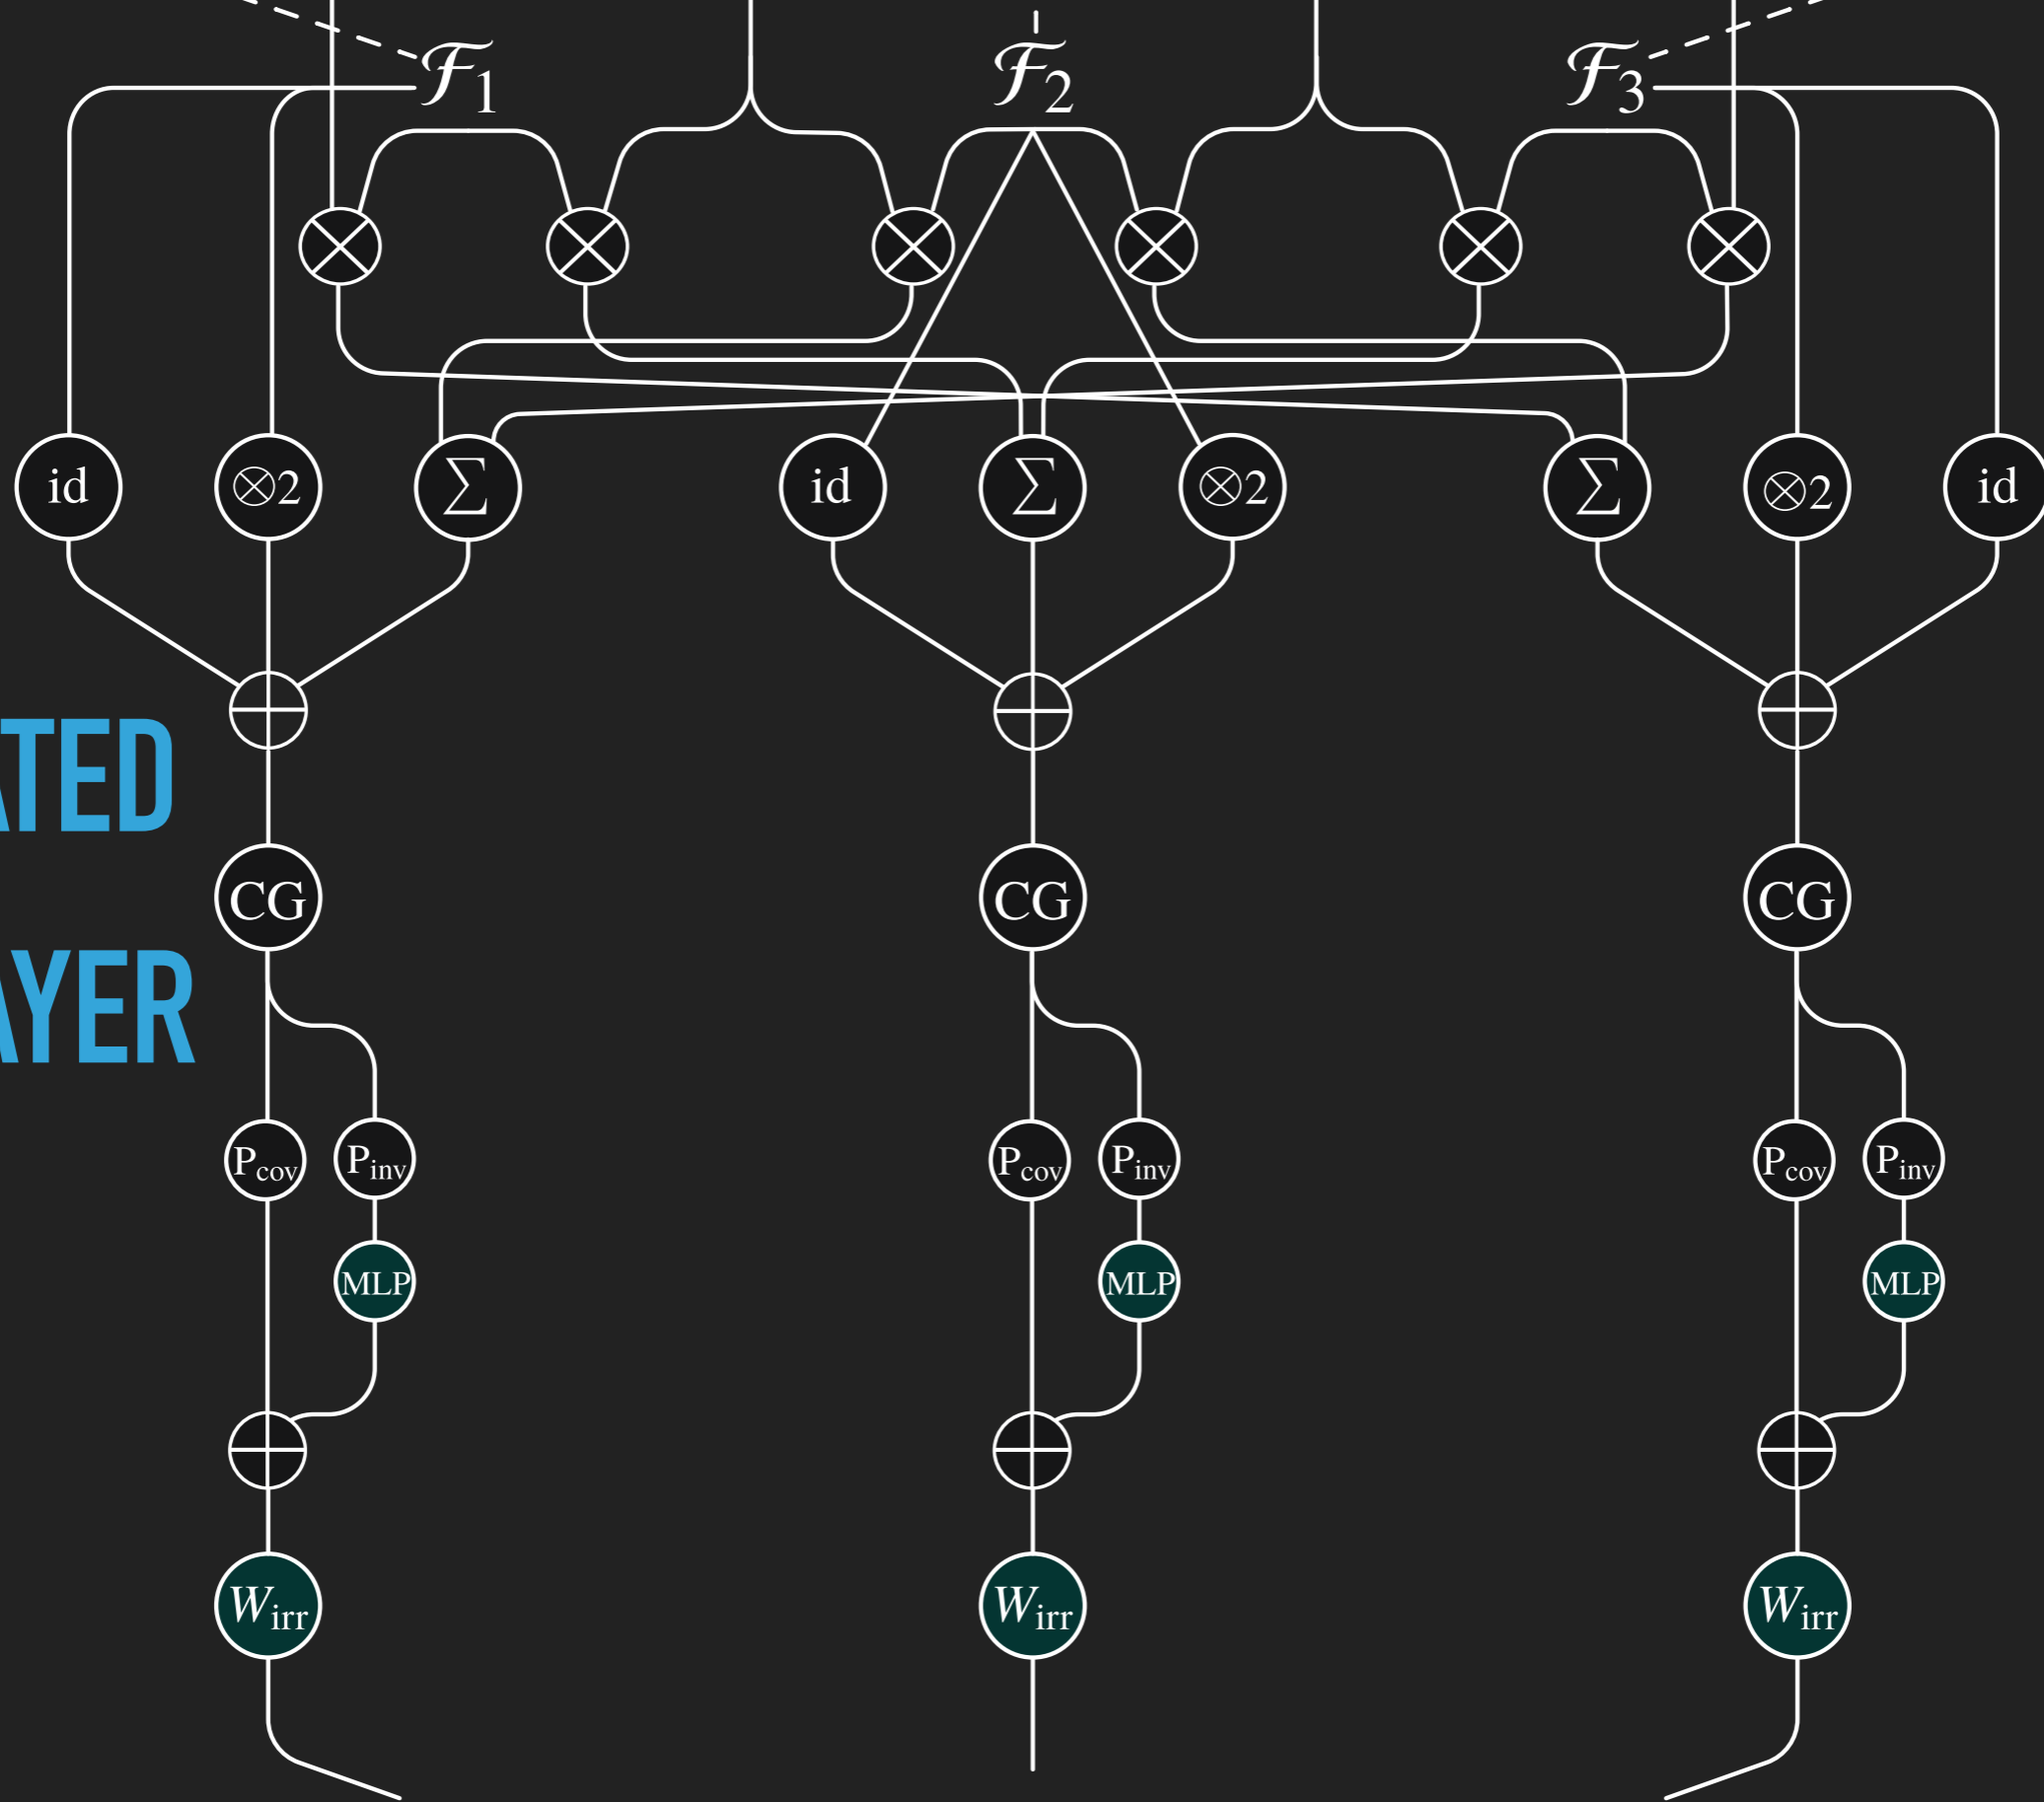 ℱ1 ℱ2 ℱ3
id ⊗2 Σ id Σ ⊗2 Σ ⊗2 id
TED
CG CG CG
AYER
Pcov Pinv Pcov Pinv Pcov Pinv
MLP MLP MLP
Wirr Wirr Wirr